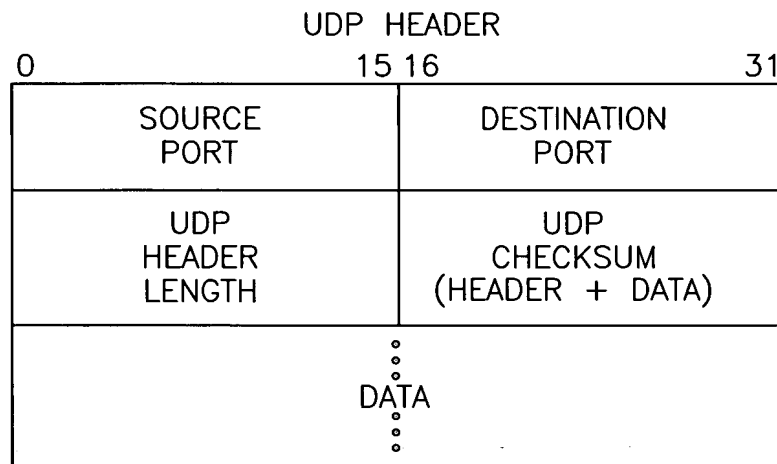 UDP HEADER
0 15 16 31
SOURCE
PORT
DESTINATION
PORT
UDP
HEADER
LENGTH
UDP
CHECKSUM
(HEADER + DATA)
DATA